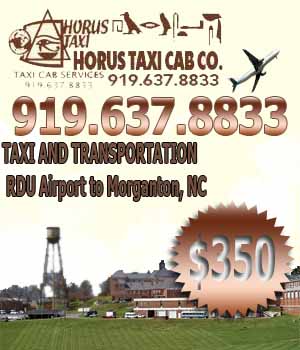 HORUS
TAXI
TAXI CAB SERVICES
919.637.8833
HORUS TAXI CAB CO.
919.637.8833
919.637.8833
TAXI AND TRANSPORTATION
RDU Airport to Morganton, NC
$350